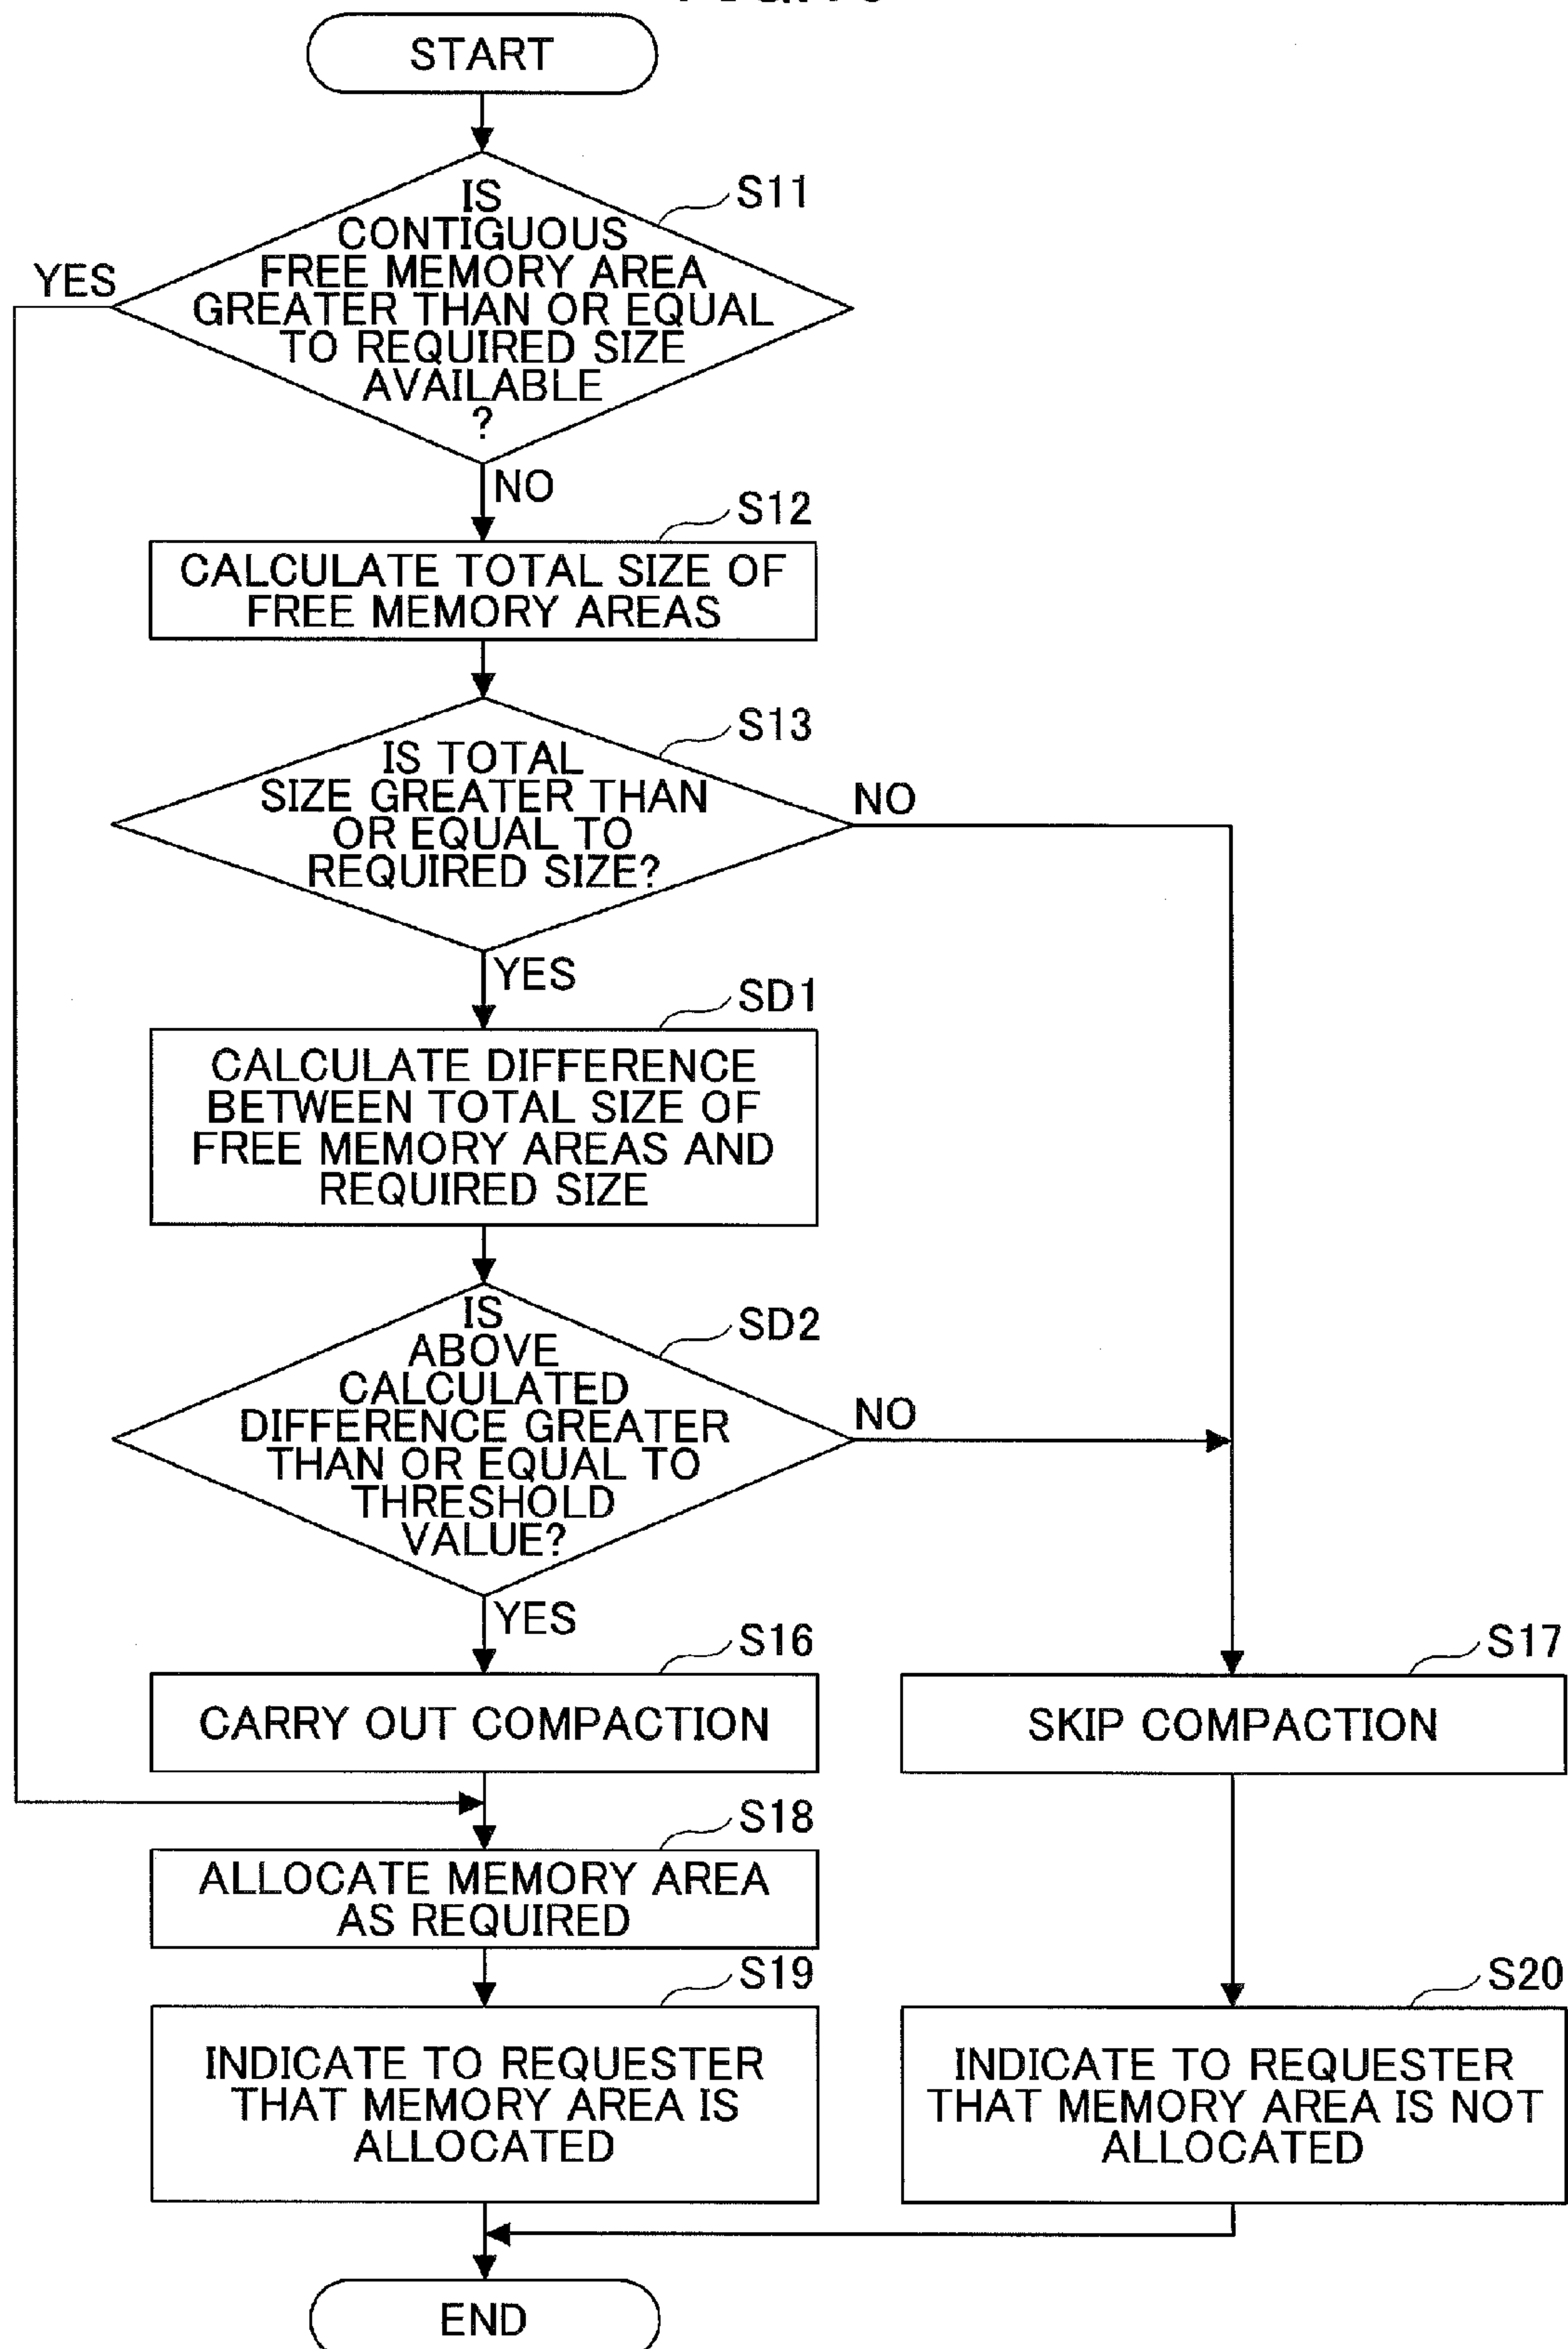 START
S11
IS
CONTIGUOUS
FREE MEMORY AREA
GREATER THAN OR EQUAL
TO REQUIRED SIZE
AVAILABLE
?
YES
NO
S12
CALCULATE TOTAL SIZE OF
FREE MEMORY AREAS
S13
IS TOTAL
SIZE GREATER THAN
OR EQUAL TO
REQUIRED SIZE?
NO
YES
SD1
CALCULATE DIFFERENCE
BETWEEN TOTAL SIZE OF
FREE MEMORY AREAS AND
REQUIRED SIZE
SD2
IS
ABOVE
CALCULATED
DIFFERENCE GREATER
THAN OR EQUAL TO
THRESHOLD
VALUE?
NO
YES
S16
CARRY OUT COMPACTION
S17
SKIP COMPACTION
S18
ALLOCATE MEMORY AREA
AS REQUIRED
S19
INDICATE TO REQUESTER
THAT MEMORY AREA IS
ALLOCATED
S20
INDICATE TO REQUESTER
THAT MEMORY AREA IS NOT
ALLOCATED
END